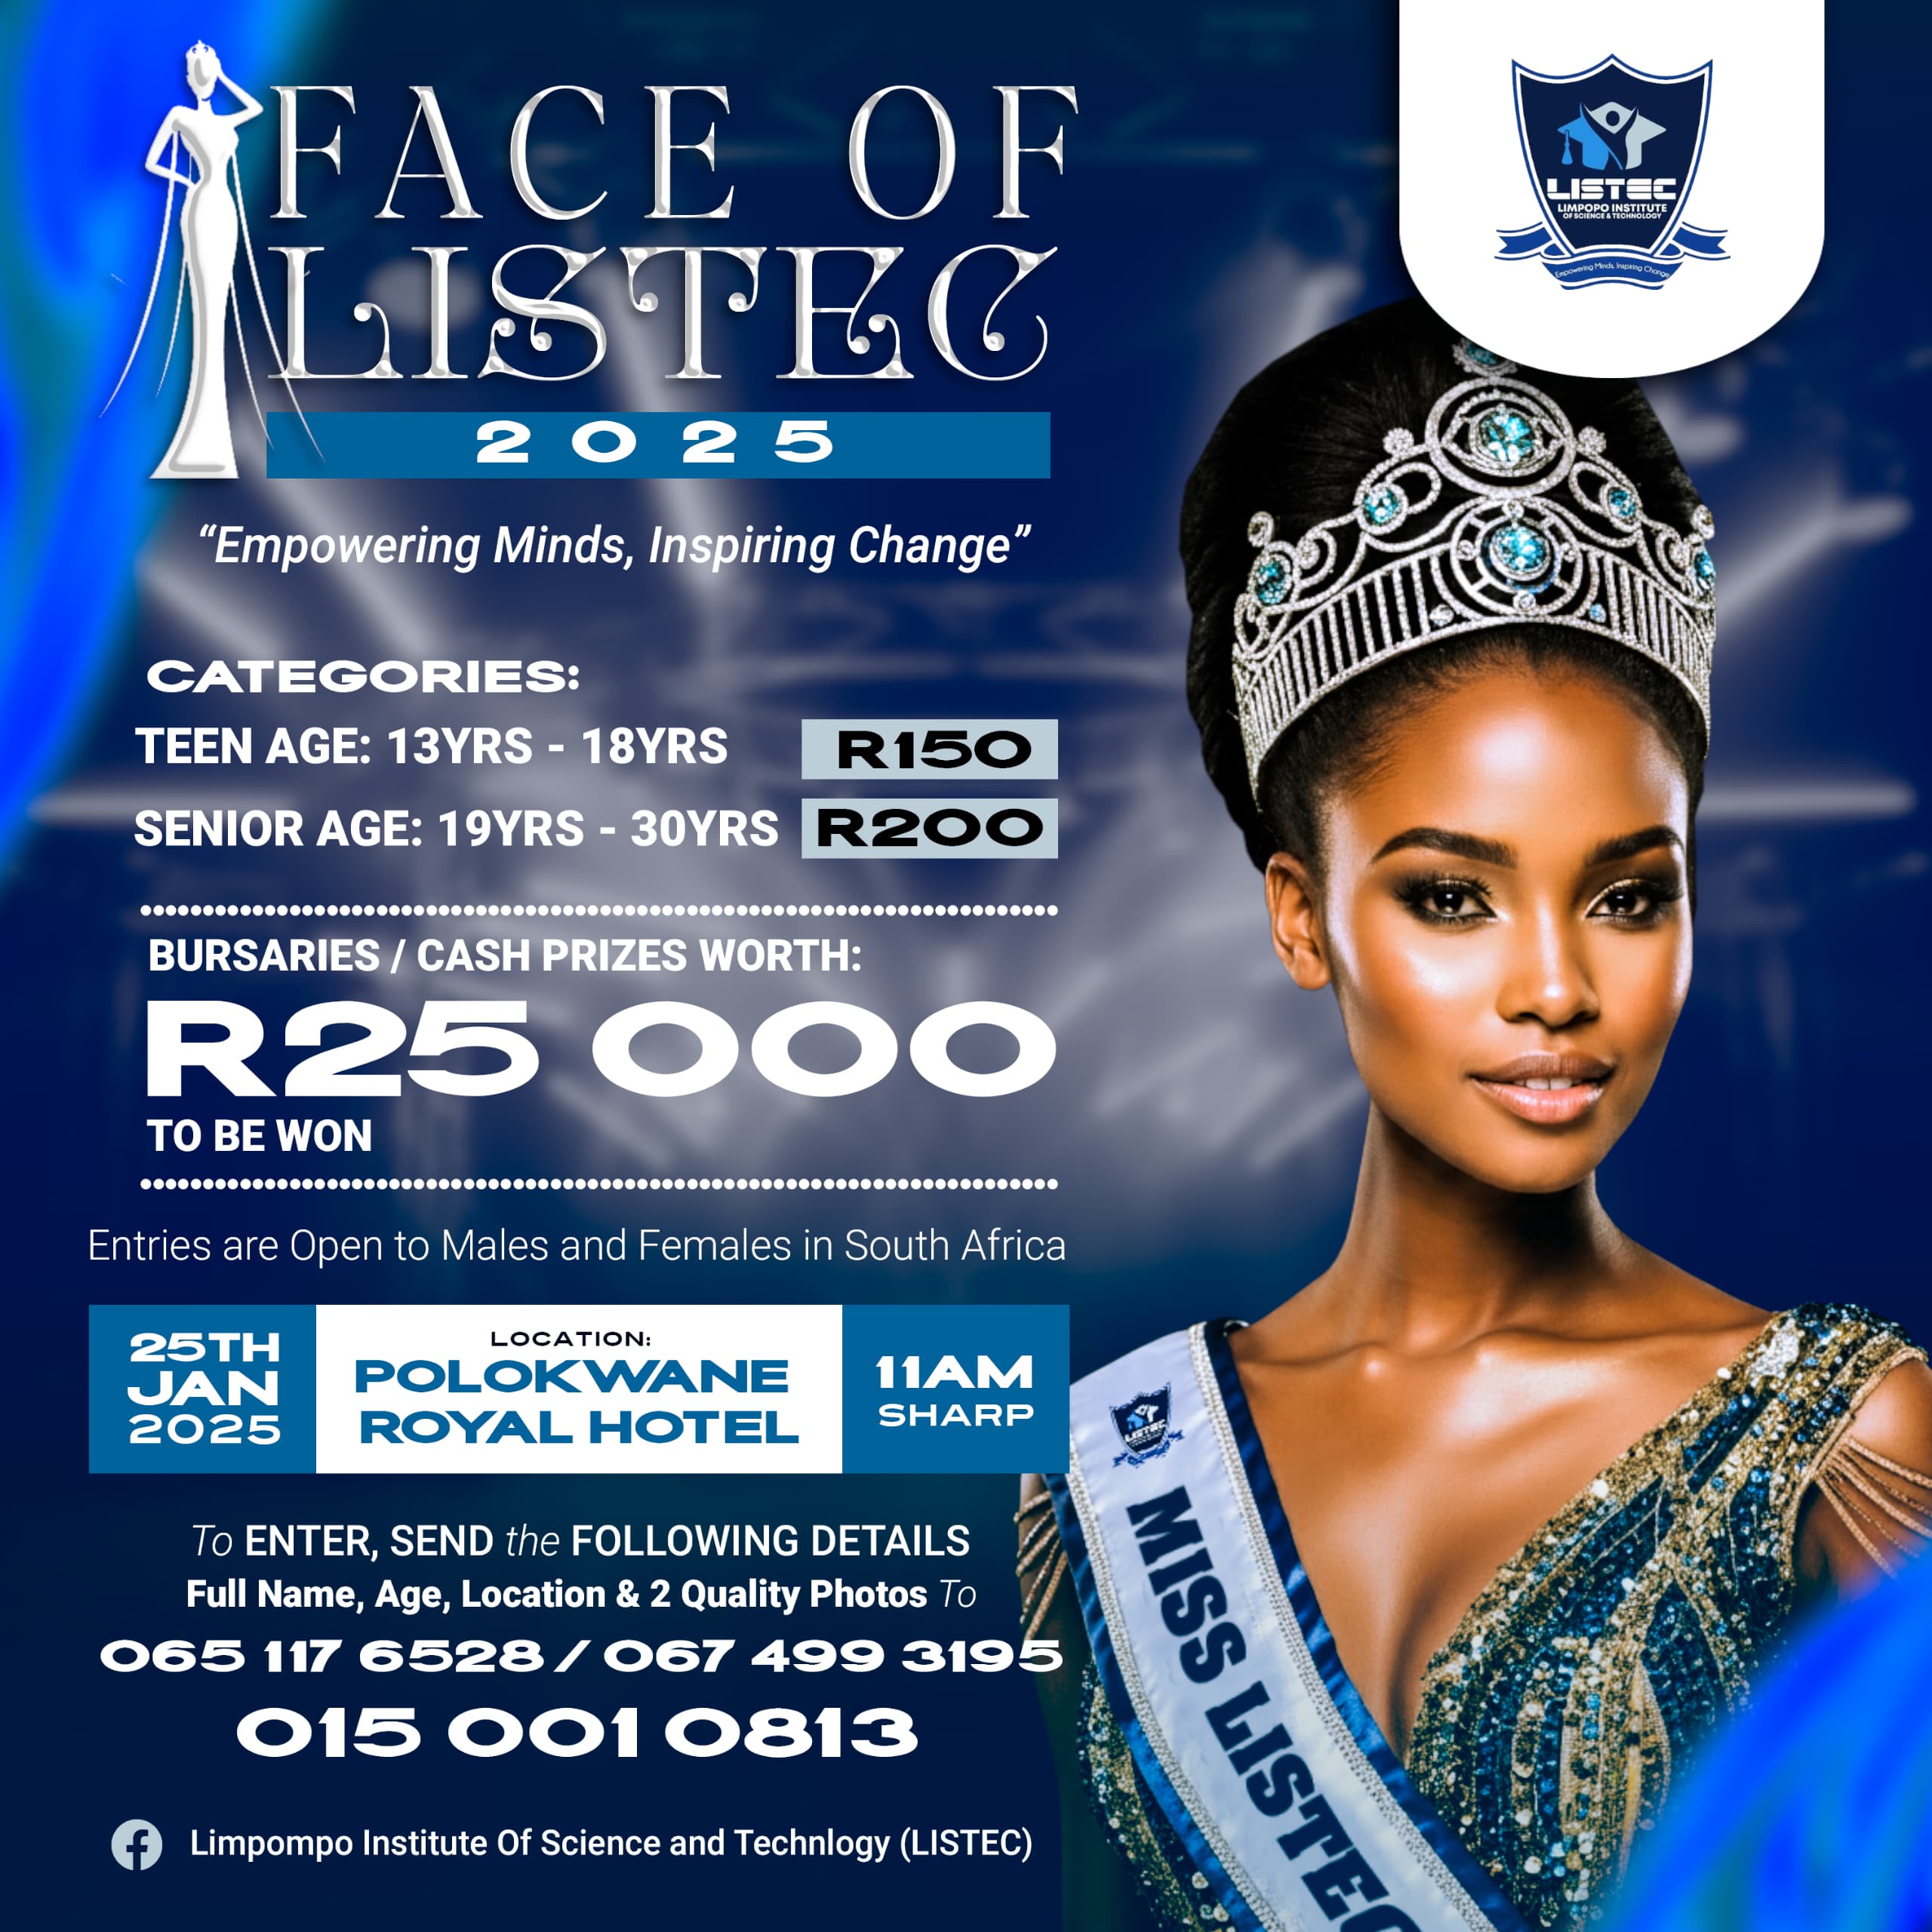 FACE OF
LISTEC
2025
LISTEC
LIMPOPO INSTITUTE
OF SCIENCE & TECHNOLOGY
Empowering Minds, Inspiring Change
“Empowering Minds, Inspiring Change”
CATEGORIES:
TEEN AGE: 13YRS - 18YRS R150
SENIOR AGE: 19YRS - 30YRS R200
BURSARIES / CASH PRIZES WORTH:
R25 000
TO BE WON
Entries are Open to Males and Females in South Africa
25TH
JAN
2025
LOCATION:
POLOKWANE
ROYAL HOTEL
11AM
SHARP
To ENTER, SEND the FOLLOWING DETAILS
Full Name, Age, Location & 2 Quality Photos To
065 117 6528 / 067 499 3195
015 001 0813
Limpompo Institute Of Science and Technlogy (LISTEC)
LISTEC
MISS LISTEC